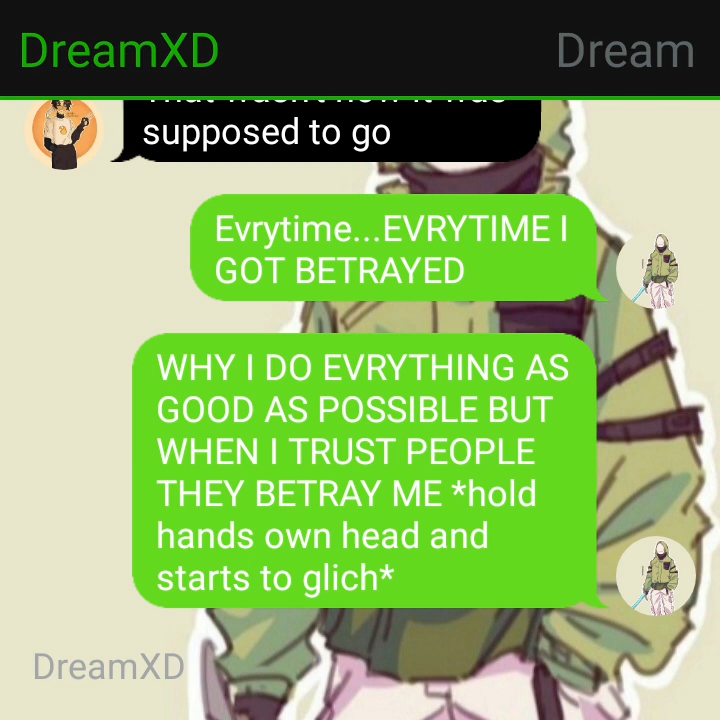 DreamXD
Dream
supposed to go
Evrytime...EVRYTIME I
GOT BETRAYED
WHY I DO EVRYTHING AS
GOOD AS POSSIBLE BUT
WHEN I TRUST PEOPLE
THEY BETRAY ME *hold
hands own head and
starts to glich*
DreamXD